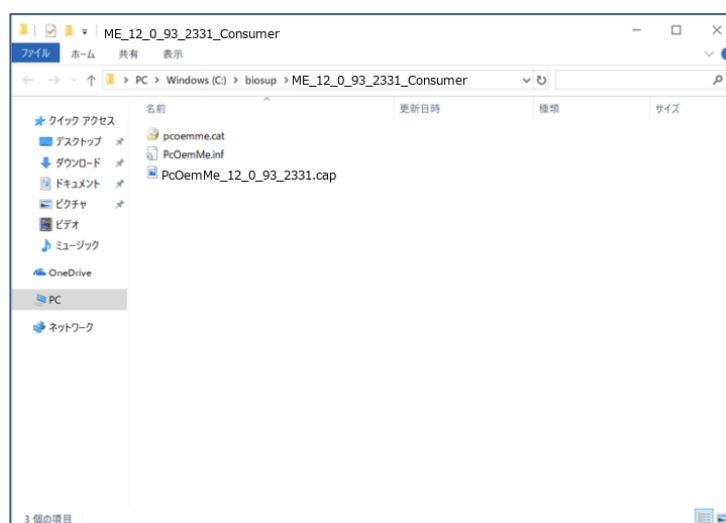 ME_12_0_93_2331_Consumer
ファイル ホーム 共有 表示
PC > Windows (C:) > biosup > ME_12_0_93_2331_Consumer
名前 更新日時 種類 サイズ
クイック アクセス
デスクトップ
ダウンロード
ドキュメント
ピクチャ
ビデオ
ミュージック
OneDrive
PC
ネットワーク
pcoemme.cat
PcOemMe.inf
PcOemMe_12_0_93_2331.cap
3 個の項目